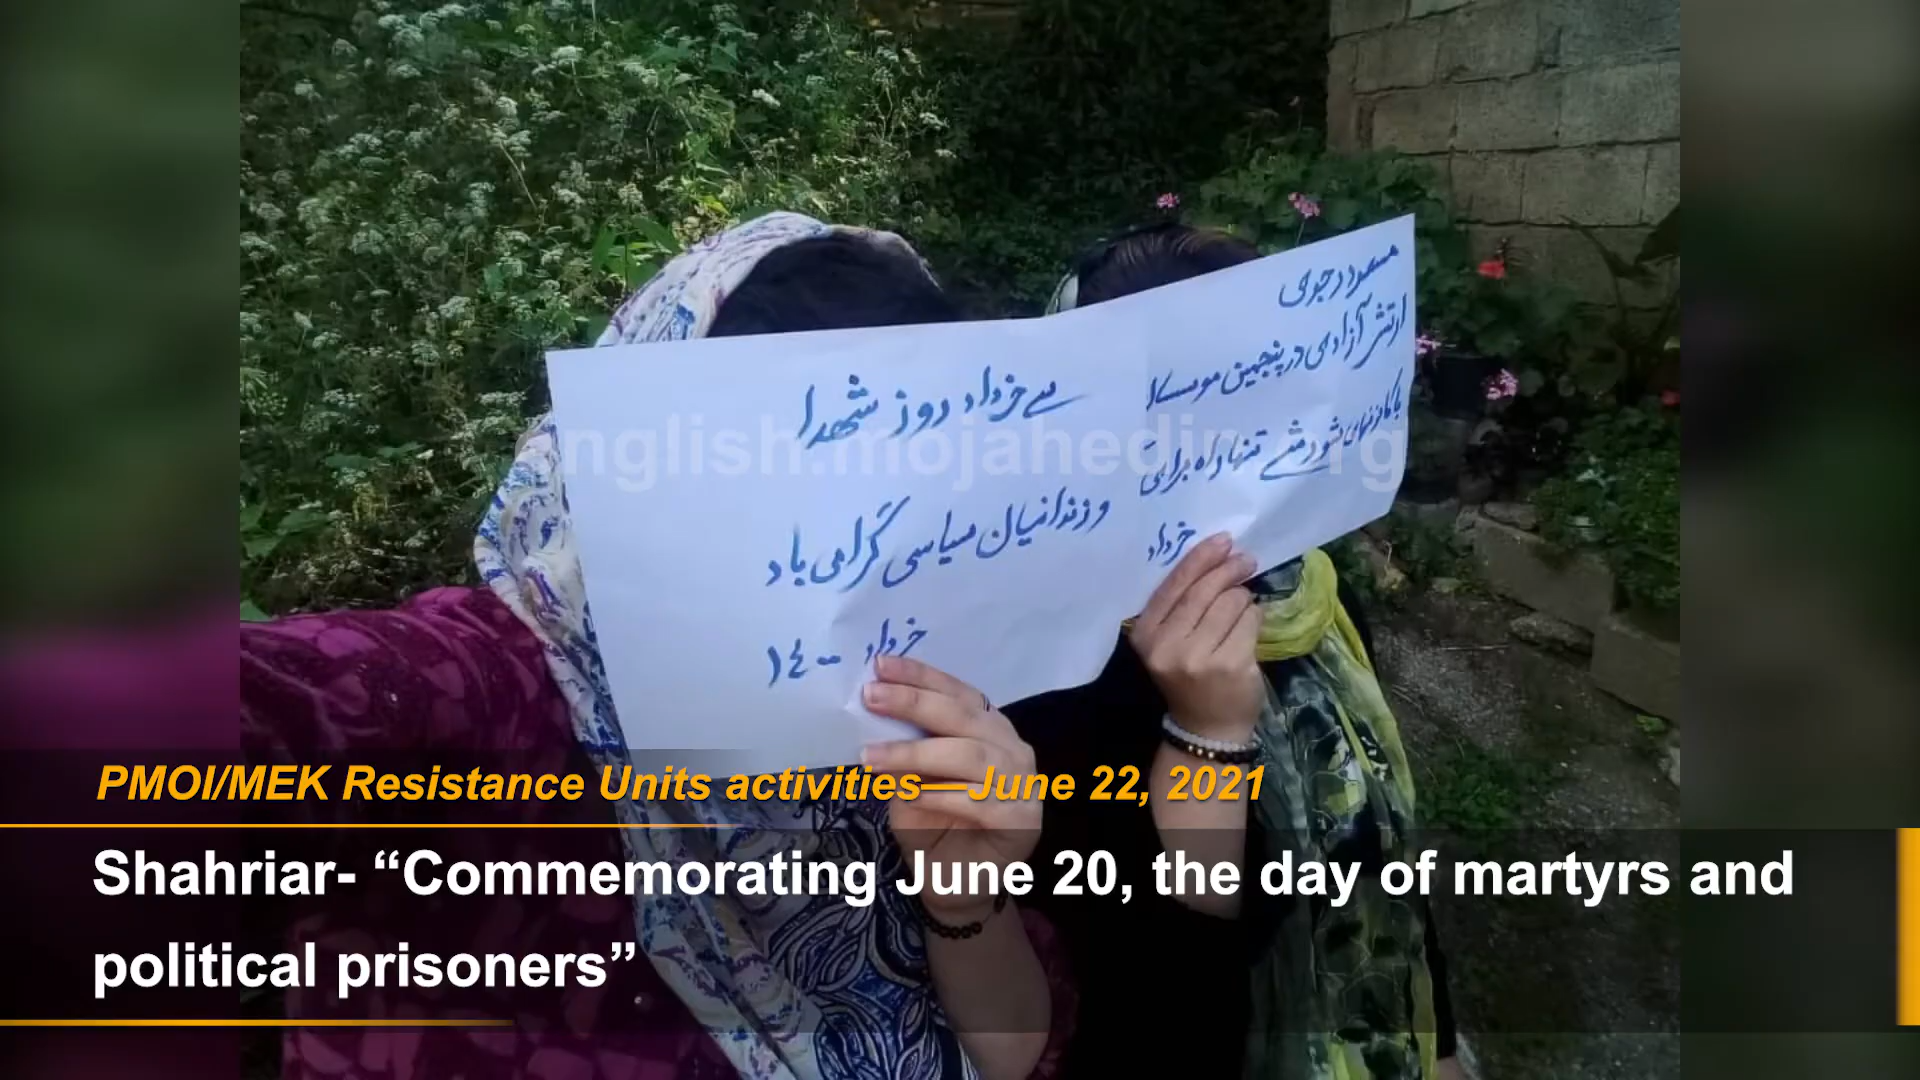 مسعود رجوی
ارتش آزادی در پنجمین موسسان
با کانونهای شورشی تنها راه برای
خرداد
سی خرداد روز شهدا
و زندانیان سیاسی گرامی باد
خرداد ۱۴۰۰
english.mojahedin.org
PMOI/MEK Resistance Units activities—June 22, 2021
Shahriar- “Commemorating June 20, the day of martyrs and
political prisoners”